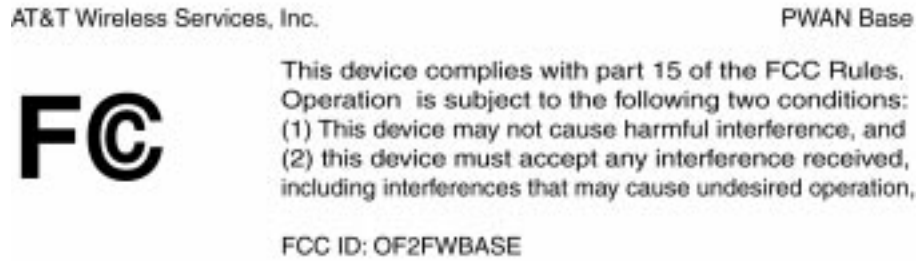 AT&T Wireless Services, Inc. PWAN Base
FC
This device complies with part 15 of the FCC Rules.
Operation is subject to the following two conditions:
(1) This device may not cause harmful interference, and
(2) this device must accept any interference received,
including interferences that may cause undesired operation,
FCC ID: OF2FWBASE